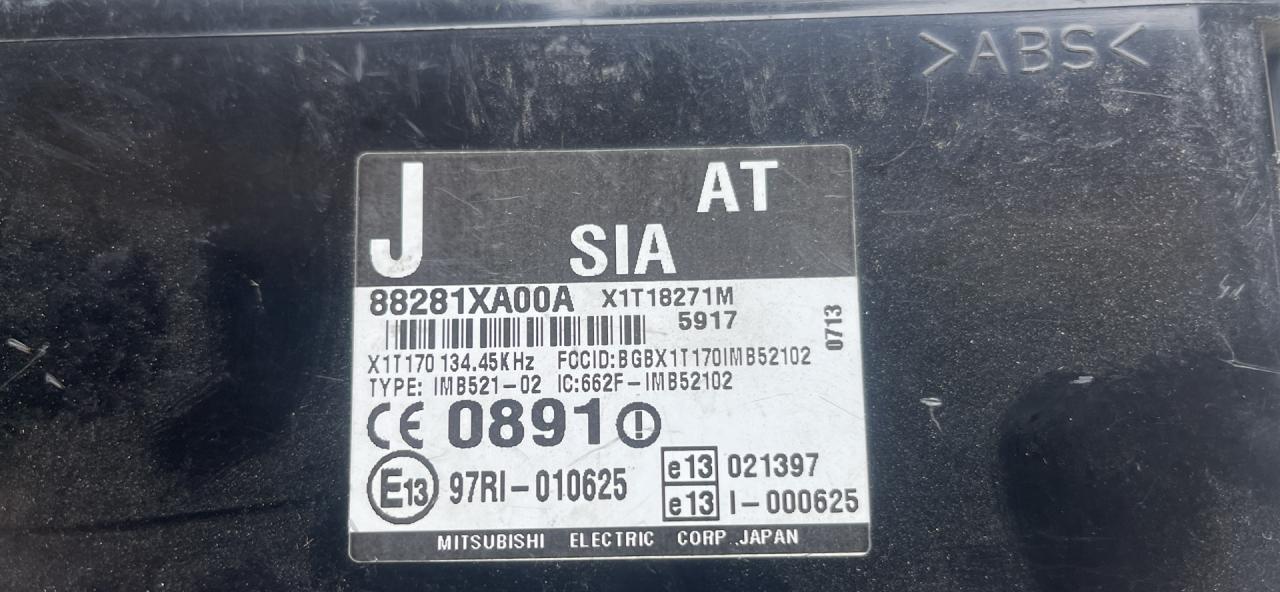 >ABS<
J AT
SIA
88281XA00A X1T18271M
5917
0713
X1T170 134.45KHz FCCID:BGBX1T170IMB52102
TYPE: IMB521-02 IC:662F-IMB52102
CE 0891
E13 97RI-010625
e13 021397
e13 I-000625
MITSUBISHI ELECTRIC CORP.JAPAN